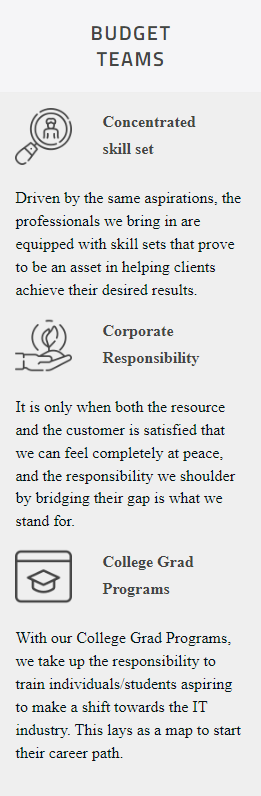 BUDGET
TEAMS
Concentrated
skill set
Driven by the same aspirations, the
professionals we bring in are
equipped with skill sets that prove
to be an asset in helping clients
achieve their desired results.
Corporate
Responsibility
It is only when both the resource
and the customer is satisfied that
we can feel completely at peace,
and the responsibility we shoulder
by bridging their gap is what we
stand for.
College Grad
Programs
With our College Grad Programs,
we take up the responsibility to
train individuals/students aspiring
to make a shift towards the IT
industry. This lays as a map to start
their career path.